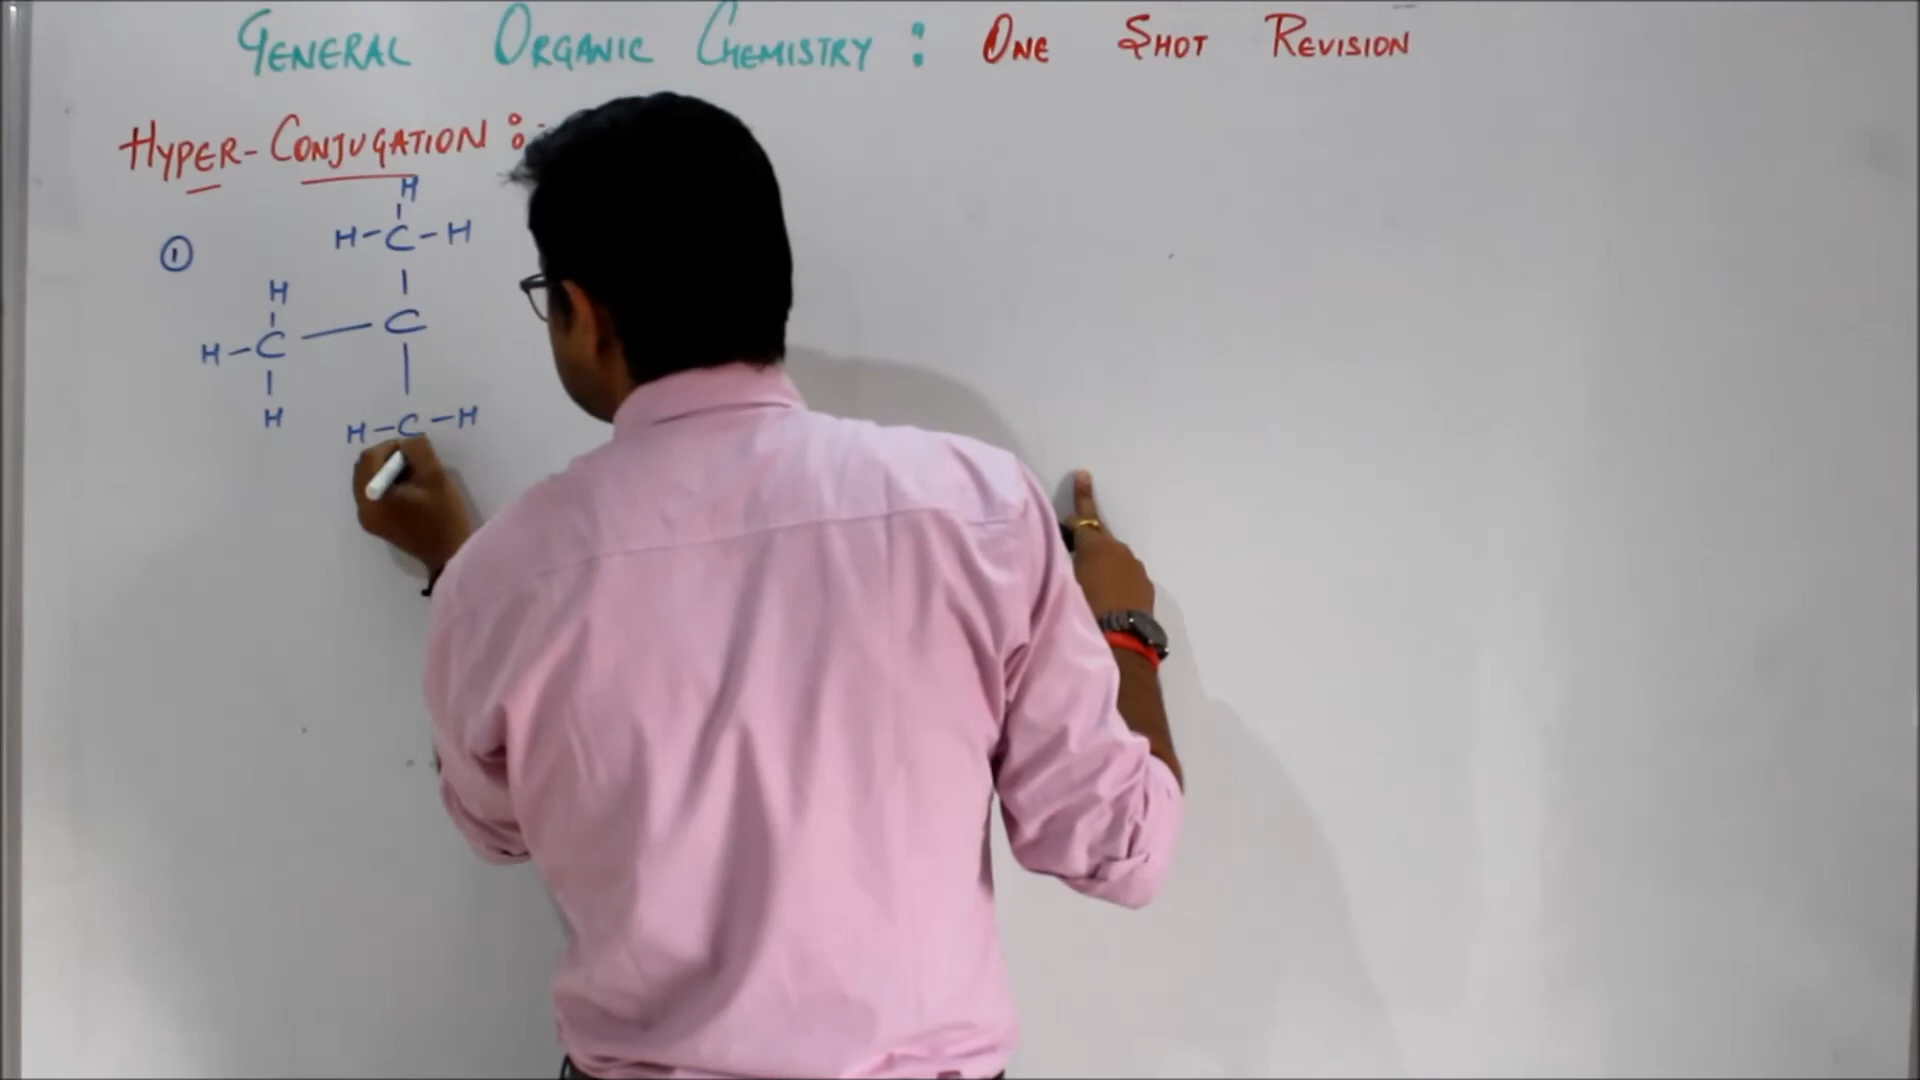 GENERAL ORGANIC CHEMISTRY : ONE SHOT REVISION
HYPER-CONJUGATION :-
H
① H-C-H
H
H-C—C
H H-C-H